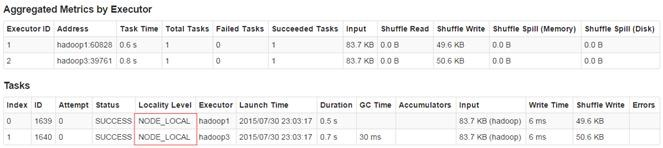 Aggregated Metrics by Executor
Executor ID Address Task Time Total Tasks Failed Tasks Succeeded Tasks Input Shuffle Read Shuffle Write Shuffle Spill (Memory) Shuffle Spill (Disk)
1 hadoop1:60828 0.6 s 1 0 1 83.7 KB 0.0 B 49.6 KB 0.0 B 0.0 B
2 hadoop3:39761 0.8 s 1 0 1 83.7 KB 0.0 B 50.6 KB 0.0 B 0.0 B
Tasks
Index ID Attempt Status Locality Level Executor Launch Time Duration GC Time Accumulators Input Write Time Shuffle Write Errors
0 1639 0 SUCCESS NODE_LOCAL hadoop1 2015/07/30 23:03:17 0.5 s 83.7 KB (hadoop) 6 ms 49.6 KB
1 1640 0 SUCCESS NODE_LOCAL hadoop3 2015/07/30 23:03:17 0.7 s 30 ms 83.7 KB (hadoop) 6 ms 50.6 KB